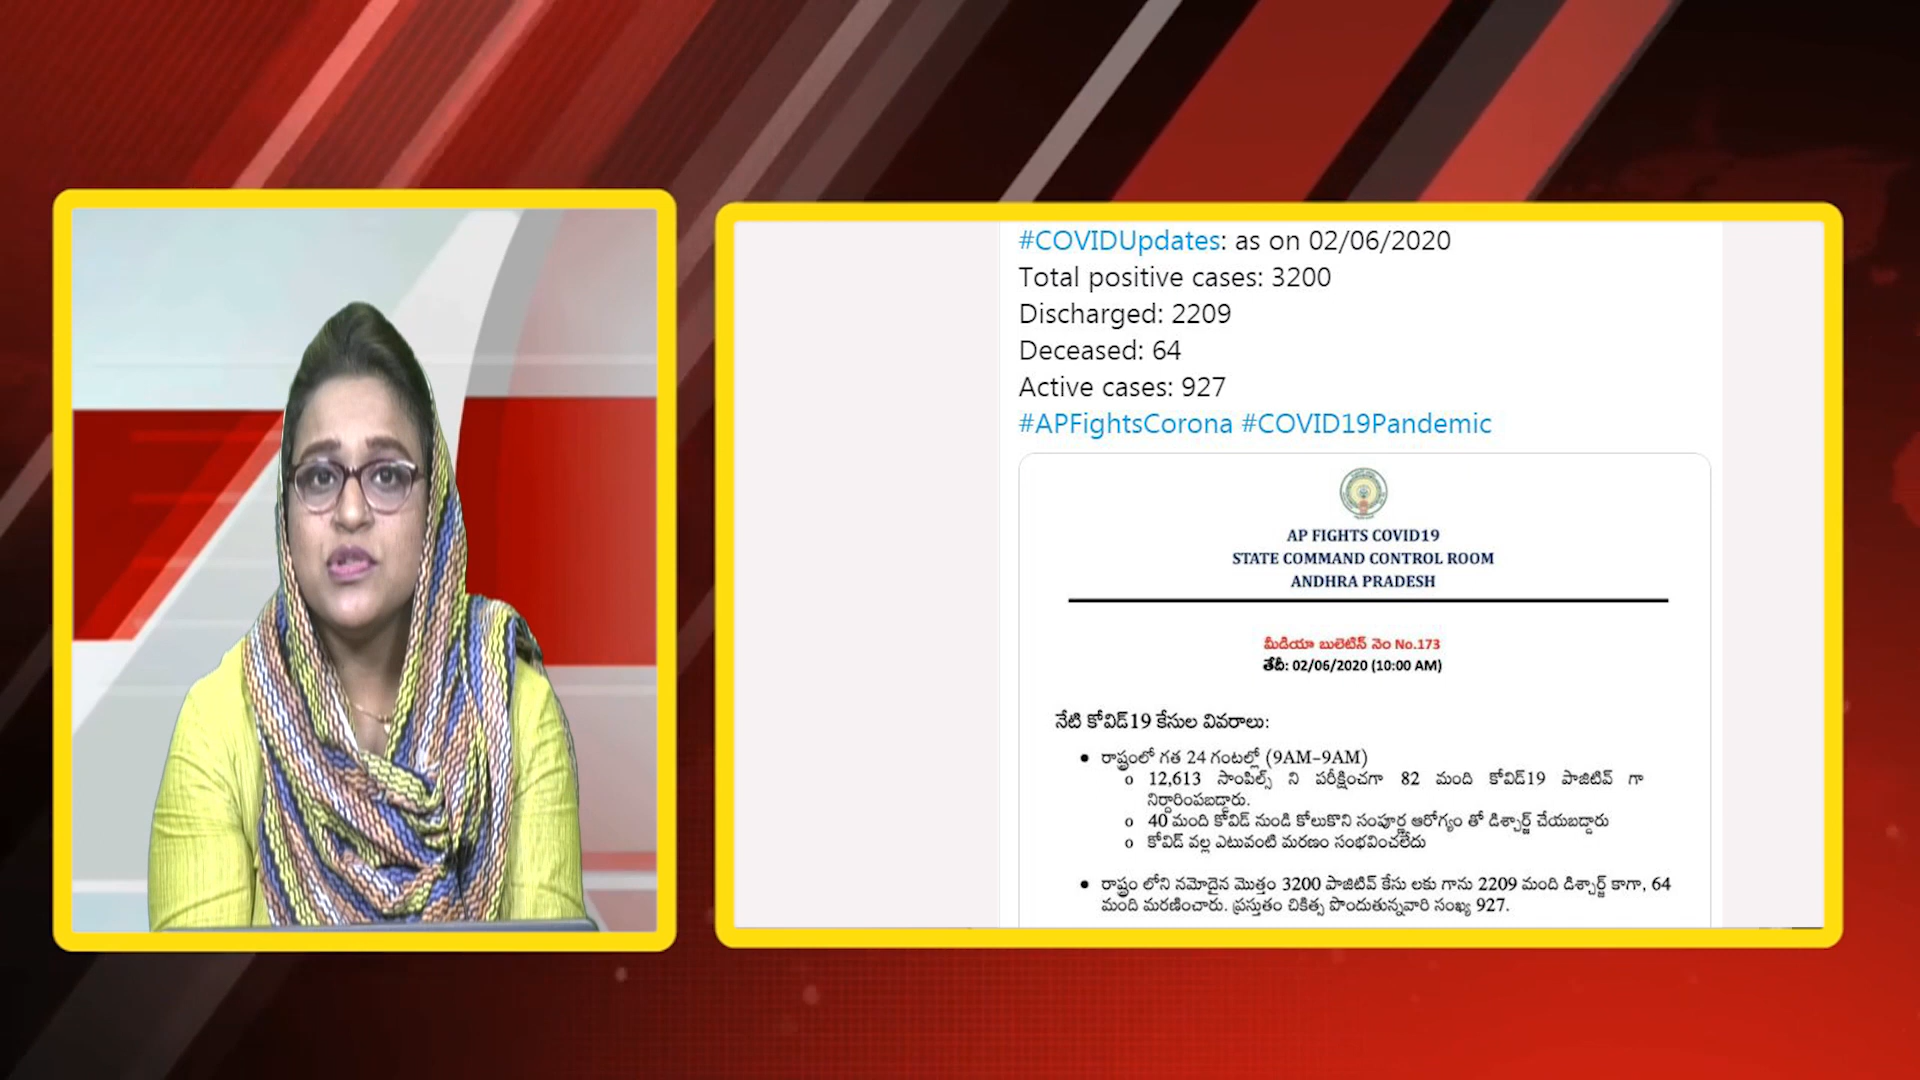 #COVIDUpdates: as on 02/06/2020
Total positive cases: 3200
Discharged: 2209
Deceased: 64
Active cases: 927
#APFightsCorona #COVID19Pandemic
AP FIGHTS COVID19
STATE COMMAND CONTROL ROOM
ANDHRA PRADESH
మీడియా బులెటిన్ నెం No.173
తేదీ: 02/06/2020 (10:00 AM)
నేటి కోవిడ్19 కేసుల వివరాలు:
• రాష్ట్రంలో గత 24 గంటల్లో (9AM-9AM)
o 12,613 సాంపిల్స్ ని పరీక్షించగా 82 మంది కోవిడ్19 పాజిటివ్ గా
నిర్ధారింపబడ్డారు.
o 40 మంది కోవిడ్ నుండి కోలుకొని సంపూర్ణ ఆరోగ్యం తో డిశ్చార్జ్ చేయబడ్డారు
o కోవిడ్ వల్ల ఎటువంటి మరణం సంభవించలేదు
• రాష్ట్రం లోని నమోదైన మొత్తం 3200 పాజిటివ్ కేసు లకు గాను 2209 మంది డిశ్చార్జ్ కాగా, 64
మంది మరణించారు. ప్రస్తుతం చికిత్స పొందుతున్నవారి సంఖ్య 927.